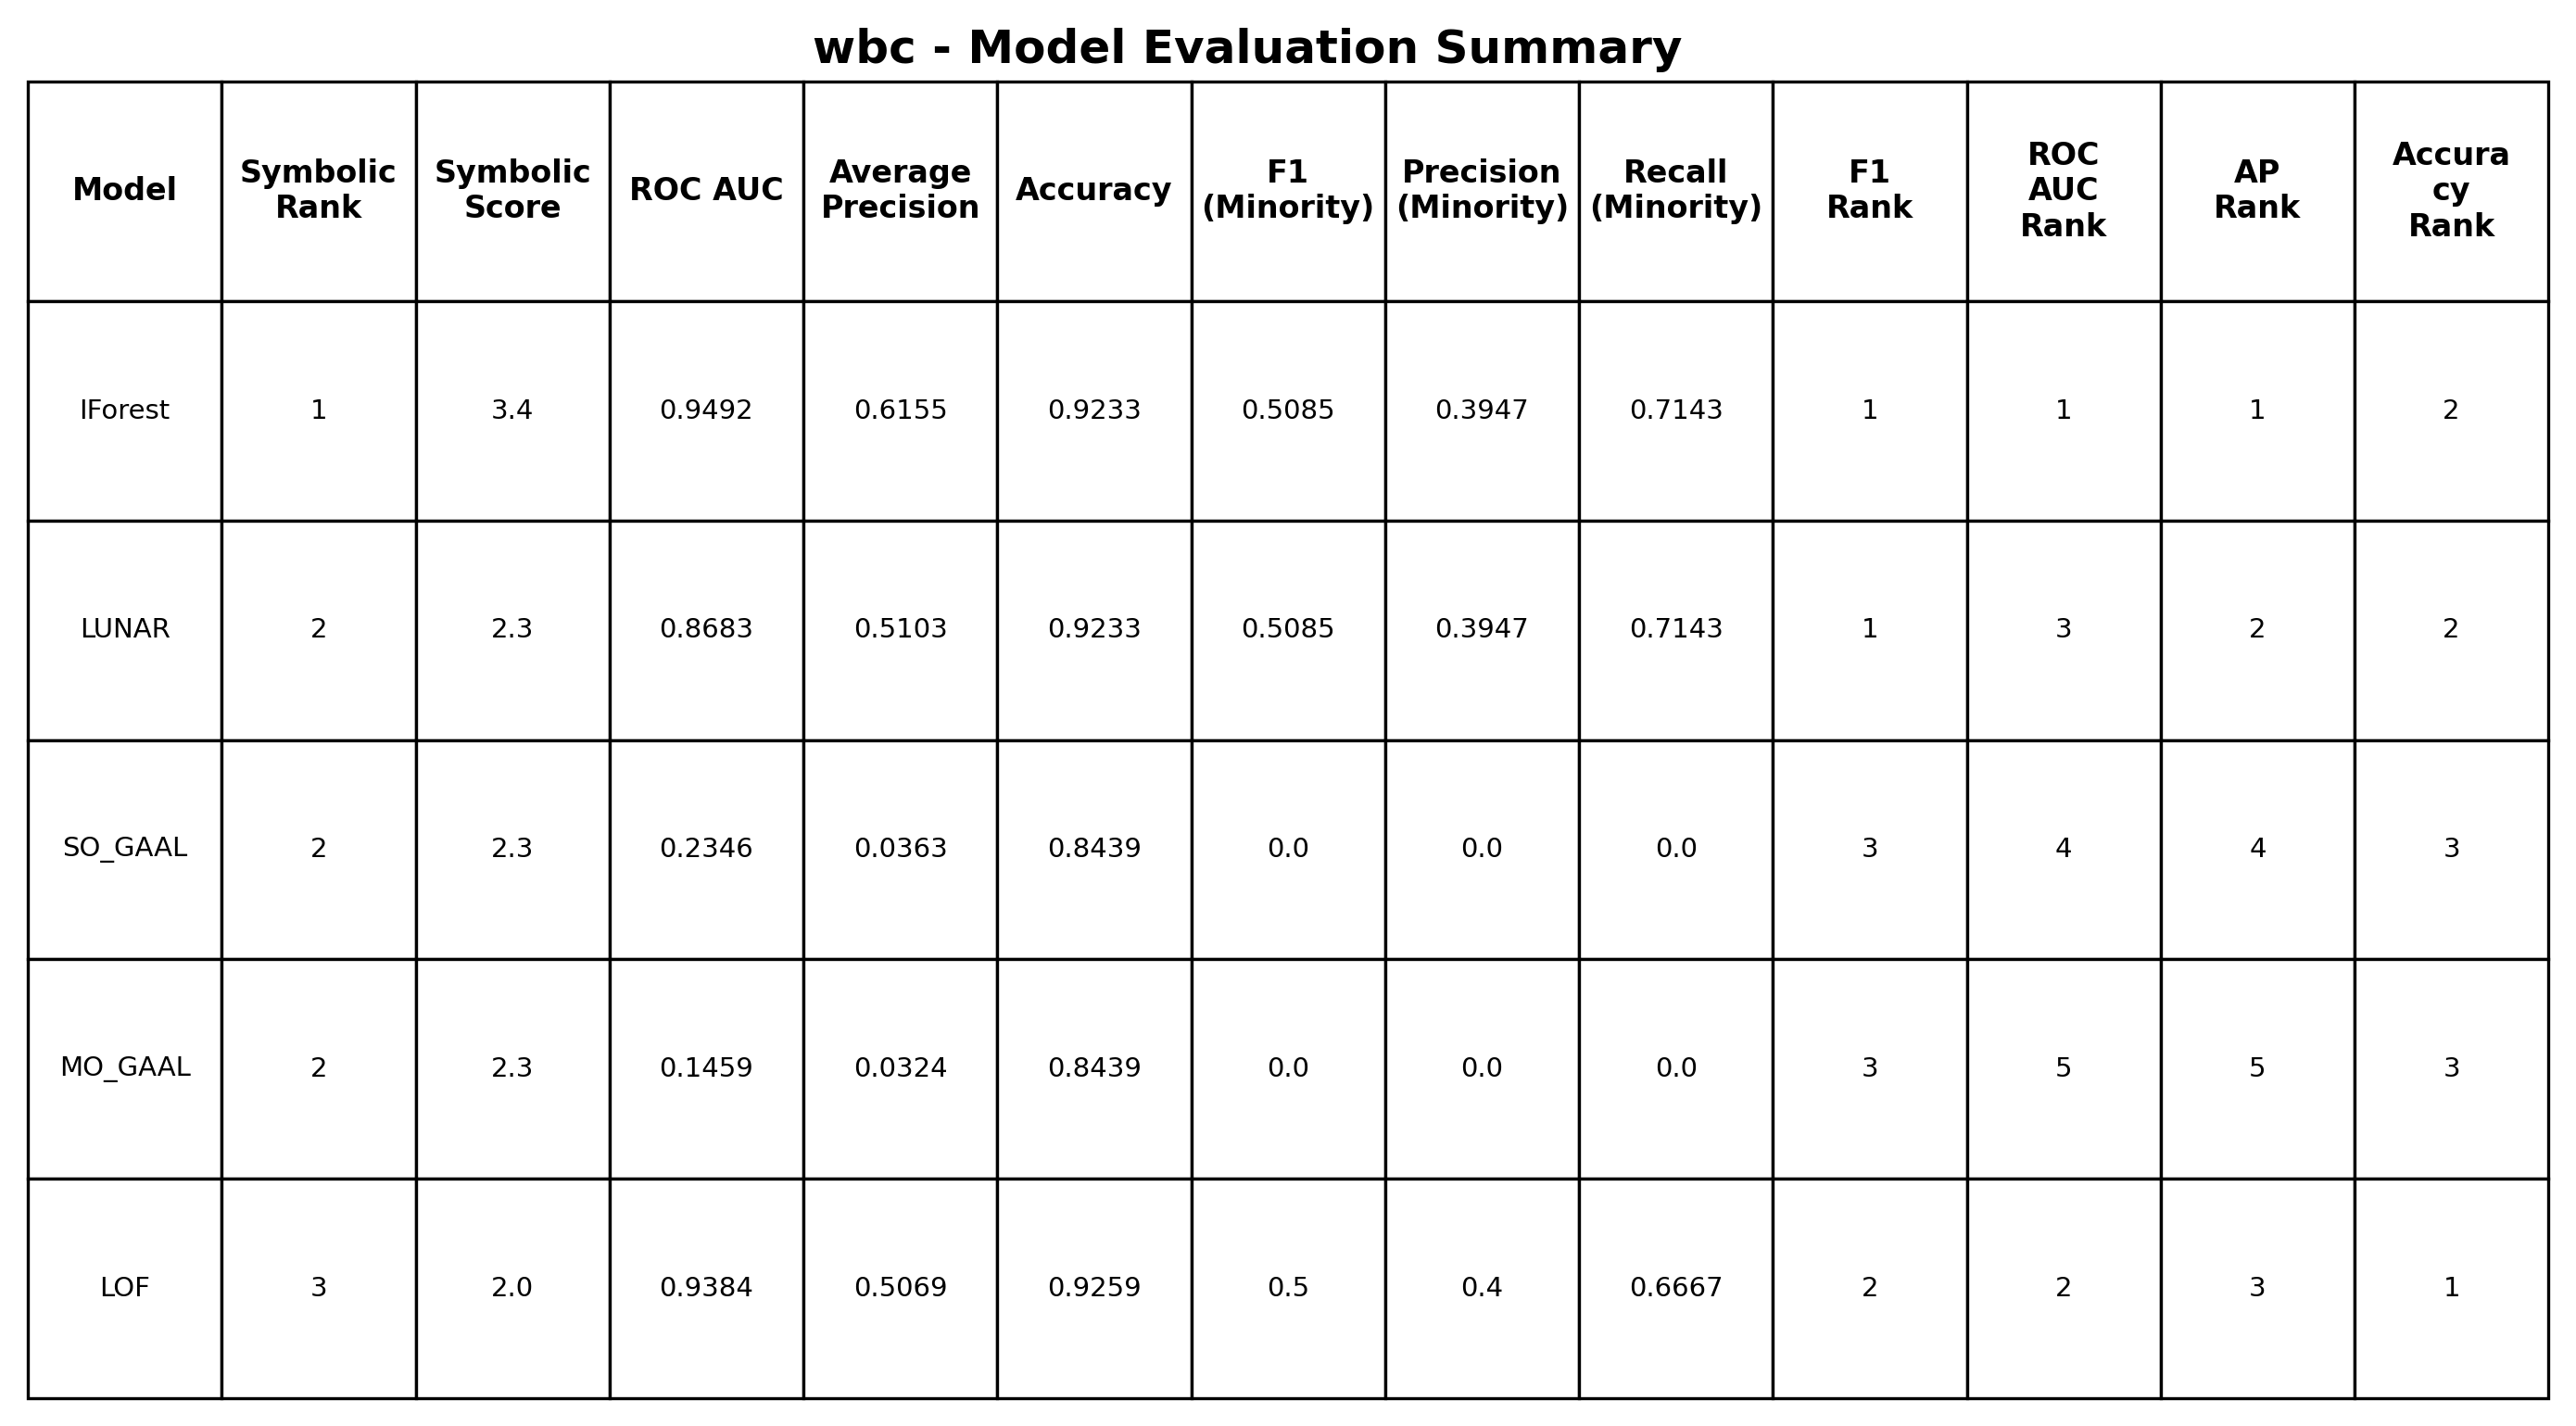 wbc - Model Evaluation Summary
Model Symbolic Rank Symbolic Score ROC AUC Average Precision Accuracy F1 (Minority) Precision (Minority) Recall (Minority) F1 Rank ROC AUC Rank AP Rank Accura cy Rank
IForest 1 3.4 0.9492 0.6155 0.9233 0.5085 0.3947 0.7143 1 1 1 2
LUNAR 2 2.3 0.8683 0.5103 0.9233 0.5085 0.3947 0.7143 1 3 2 2
SO_GAAL 2 2.3 0.2346 0.0363 0.8439 0.0 0.0 0.0 3 4 4 3
MO_GAAL 2 2.3 0.1459 0.0324 0.8439 0.0 0.0 0.0 3 5 5 3
LOF 3 2.0 0.9384 0.5069 0.9259 0.5 0.4 0.6667 2 2 3 1